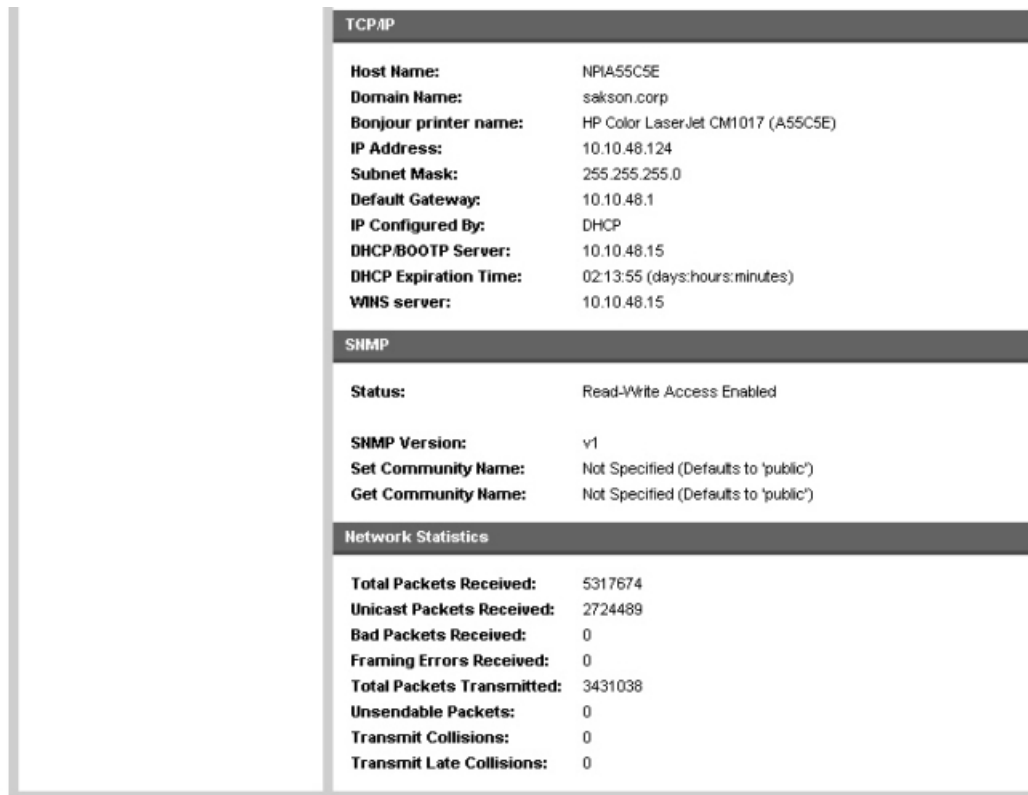 TCP/IP
Host Name: NPIA55C5E
Domain Name: sakson.corp
Bonjour printer name: HP Color LaserJet CM1017 (A55C5E)
IP Address: 10.10.48.124
Subnet Mask: 255.255.255.0
Default Gateway: 10.10.48.1
IP Configured By: DHCP
DHCP/BOOTP Server: 10.10.48.15
DHCP Expiration Time: 02:13:55 (days:hours:minutes)
WINS server: 10.10.48.15
SNMP
Status: Read-Write Access Enabled
SNMP Version: v1
Set Community Name: Not Specified (Defaults to 'public')
Get Community Name: Not Specified (Defaults to 'public')
Network Statistics
Total Packets Received: 5317674
Unicast Packets Received: 2724489
Bad Packets Received: 0
Framing Errors Received: 0
Total Packets Transmitted: 3431038
Unsendable Packets: 0
Transmit Collisions: 0
Transmit Late Collisions: 0